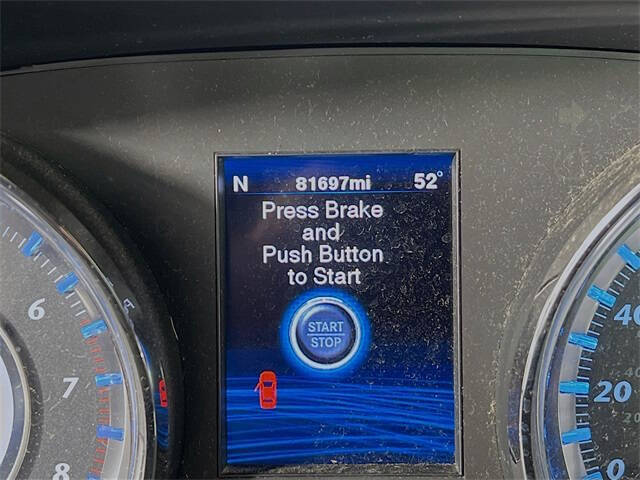 N 81697mi 52°
Press Brake
and
Push Button
to Start
START
STOP
6
7
8
40
20
0